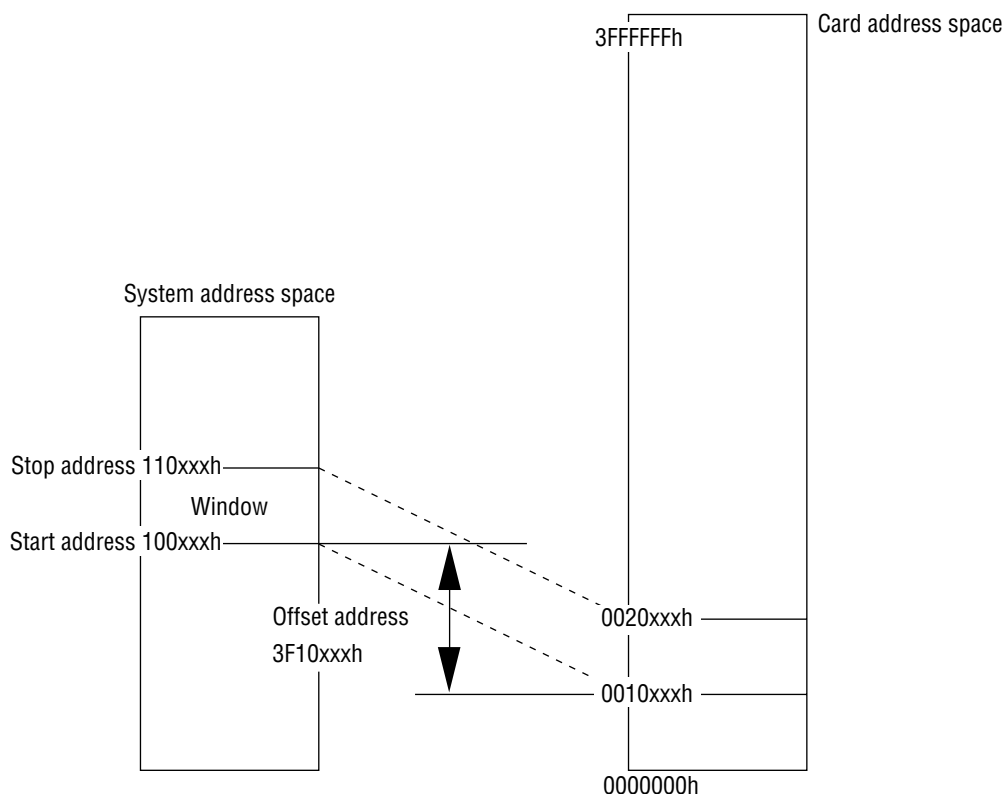 Card address space
3FFFFFFh
System address space
Stop address 110xxxh
Window
Start address 100xxxh
Offset address
3F10xxxh
0020xxxh
0010xxxh
0000000h